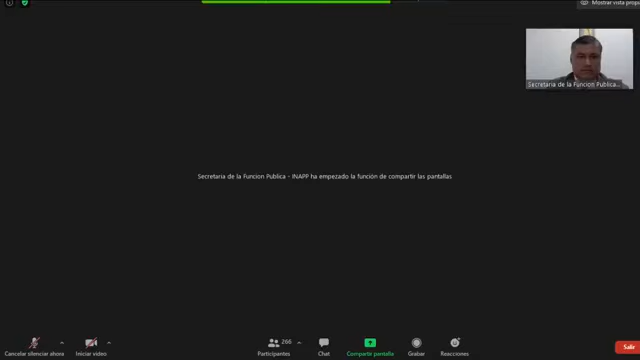 Mostrar vista propi
Secretaria de la Funcion Publica...
Secretaria de la Funcion Publica - INAPP ha empezado la función de compartir las pantallas
266
Cancelar silenciar ahora
Iniciar video
Participantes
Chat
Compartir pantalla
Grabar
Reacciones
Salir